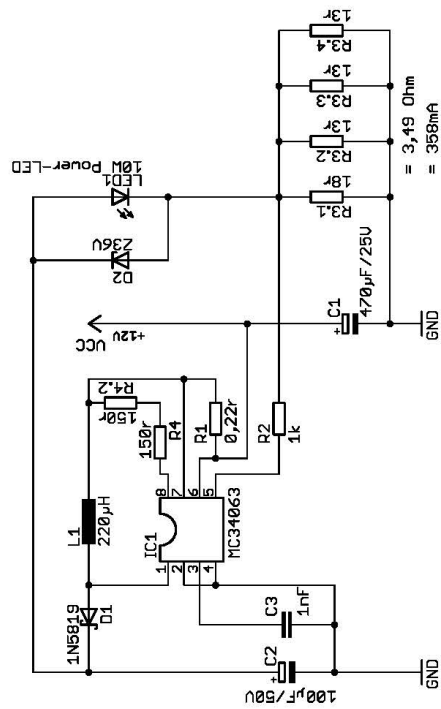 LED1
10W Power-LED
D2
Z36V
R3.4
13r
R3.3
13r
R3.2
13r
R3.1
18r
= 3,49 Ohm
= 358mA
VCC
+12V
C1
+
470µF/25V
GND
R4.2
150r
150r
R4
R1
0,22r
R2
1k
L1
220µH
IC1
MC34063
1
2
3
4
8
7
6
5
1N5819
D1
C3
1nF
C2
+
100µF/50V
GND